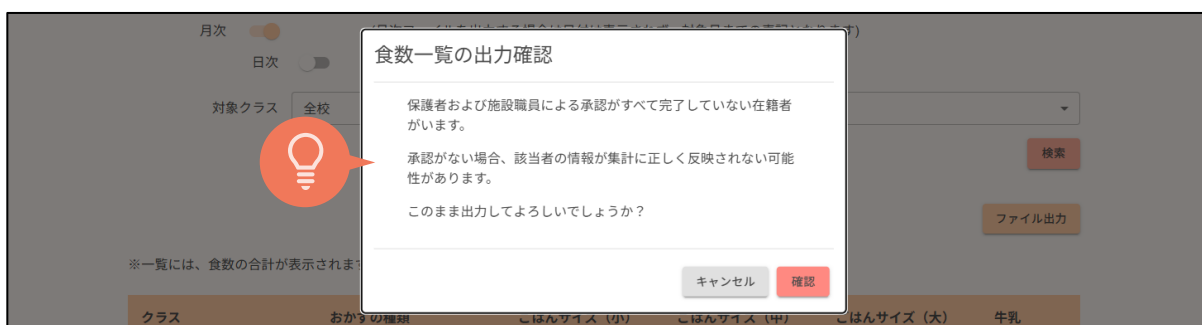 月次
食数一覧の出力確認
日次
対象クラス 全校
保護者および施設職員による承認がすべて完了していない在籍者
がいます。
承認がない場合、該当者の情報が集計に正しく反映されない可能
性があります。
このまま出力してよろしいでしょうか？
検索
ファイル出力
※一覧には、食数の合計が表示されます
キャンセル 確認
クラス おかずの種類 ごはんサイズ（小） ごはんサイズ（中） ごはんサイズ（大） 牛乳